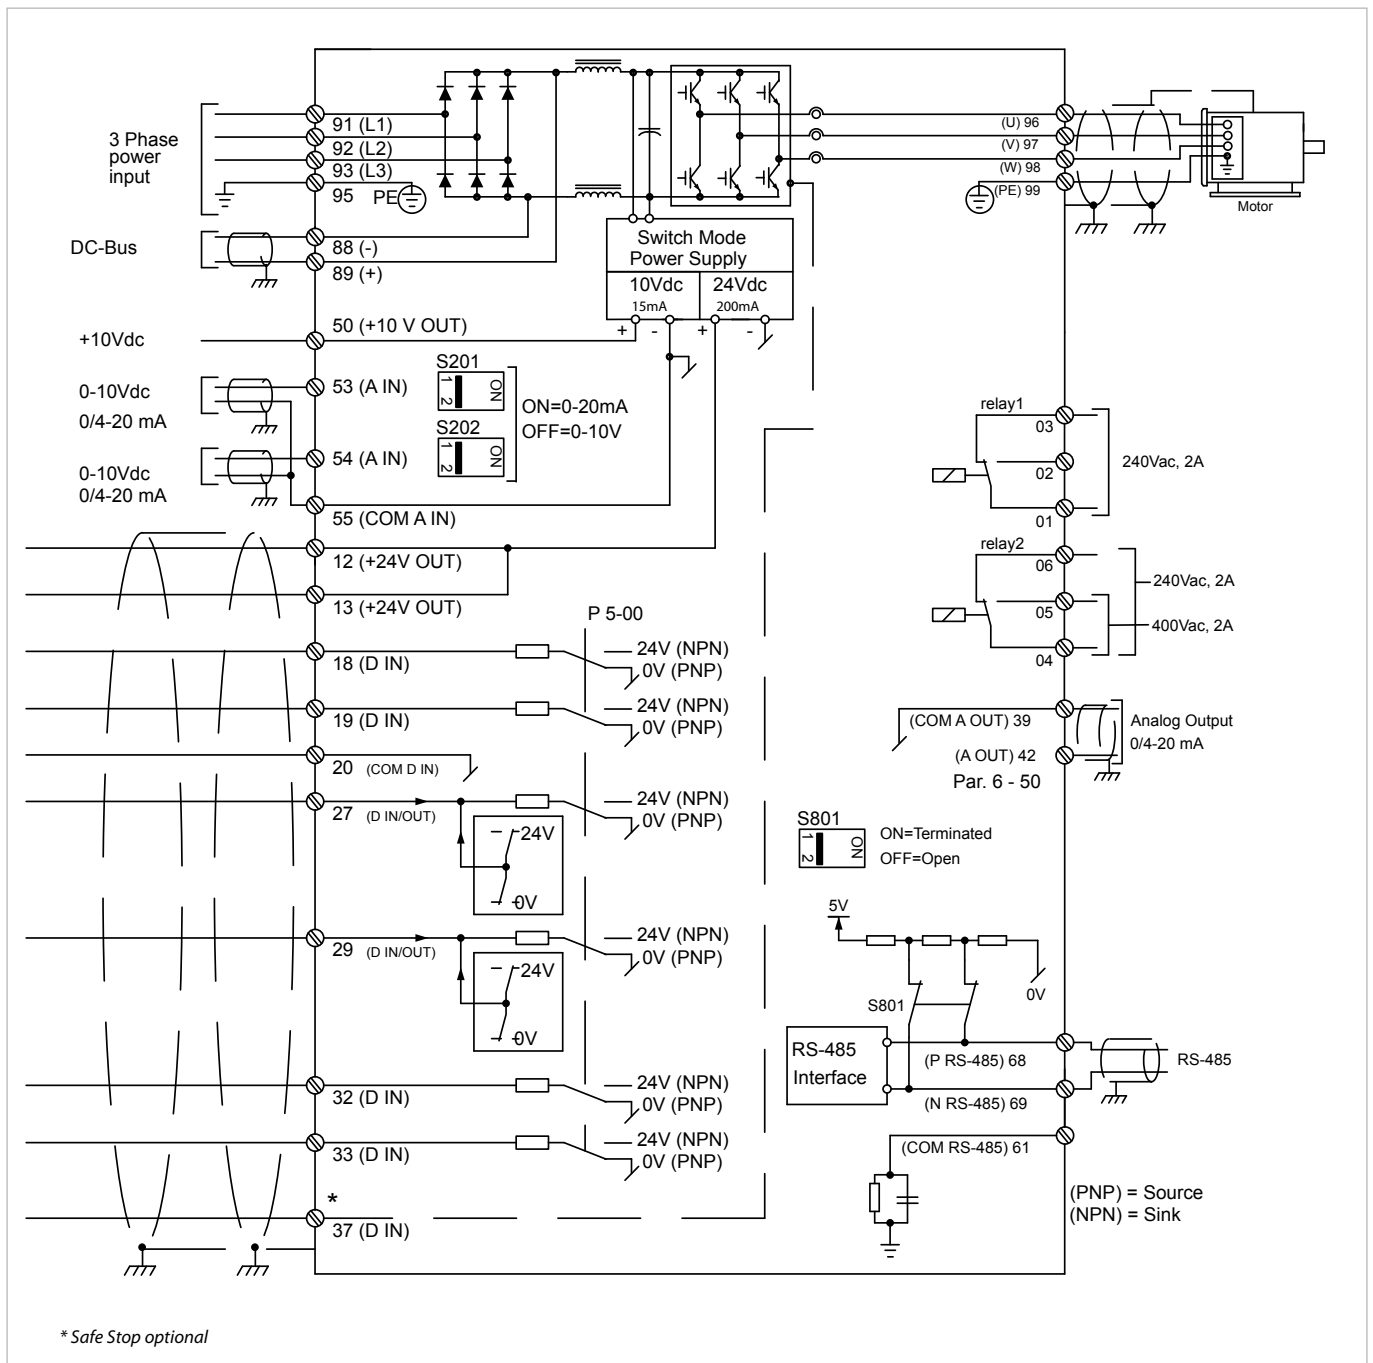 3 Phase
power
input
91 (L1)
92 (L2)
93 (L3)
95 PE
DC-Bus
88 (-)
89 (+)
Switch Mode
Power Supply
10Vdc
15mA
24Vdc
200mA
+ - + -
(U) 96
(V) 97
(W) 98
(PE) 99
Motor
+10Vdc
50 (+10 V OUT)
0-10Vdc
0/4-20 mA
53 (A IN)
S201
1 2 ON
S202
1 2 ON
ON=0-20mA
OFF=0-10V
0-10Vdc
0/4-20 mA
54 (A IN)
55 (COM A IN)
12 (+24V OUT)
13 (+24V OUT)
P 5-00
18 (D IN)
24V (NPN)
0V (PNP)
19 (D IN)
24V (NPN)
0V (PNP)
20 (COM D IN)
27 (D IN/OUT)
24V (NPN)
0V (PNP)
24V
0V
29 (D IN/OUT)
24V (NPN)
0V (PNP)
24V
0V
32 (D IN)
24V (NPN)
0V (PNP)
33 (D IN)
24V (NPN)
0V (PNP)
*
37 (D IN)
relay1
03
02
01
240Vac, 2A
relay2
06
05
04
240Vac, 2A
400Vac, 2A
(COM A OUT) 39
(A OUT) 42
Par. 6 - 50
Analog Output
0/4-20 mA
S801
1 2 ON
ON=Terminated
OFF=Open
5V
0V
S801
RS-485
Interface
(P RS-485) 68
(N RS-485) 69
RS-485
(COM RS-485) 61
(PNP) = Source
(NPN) = Sink
* Safe Stop optional